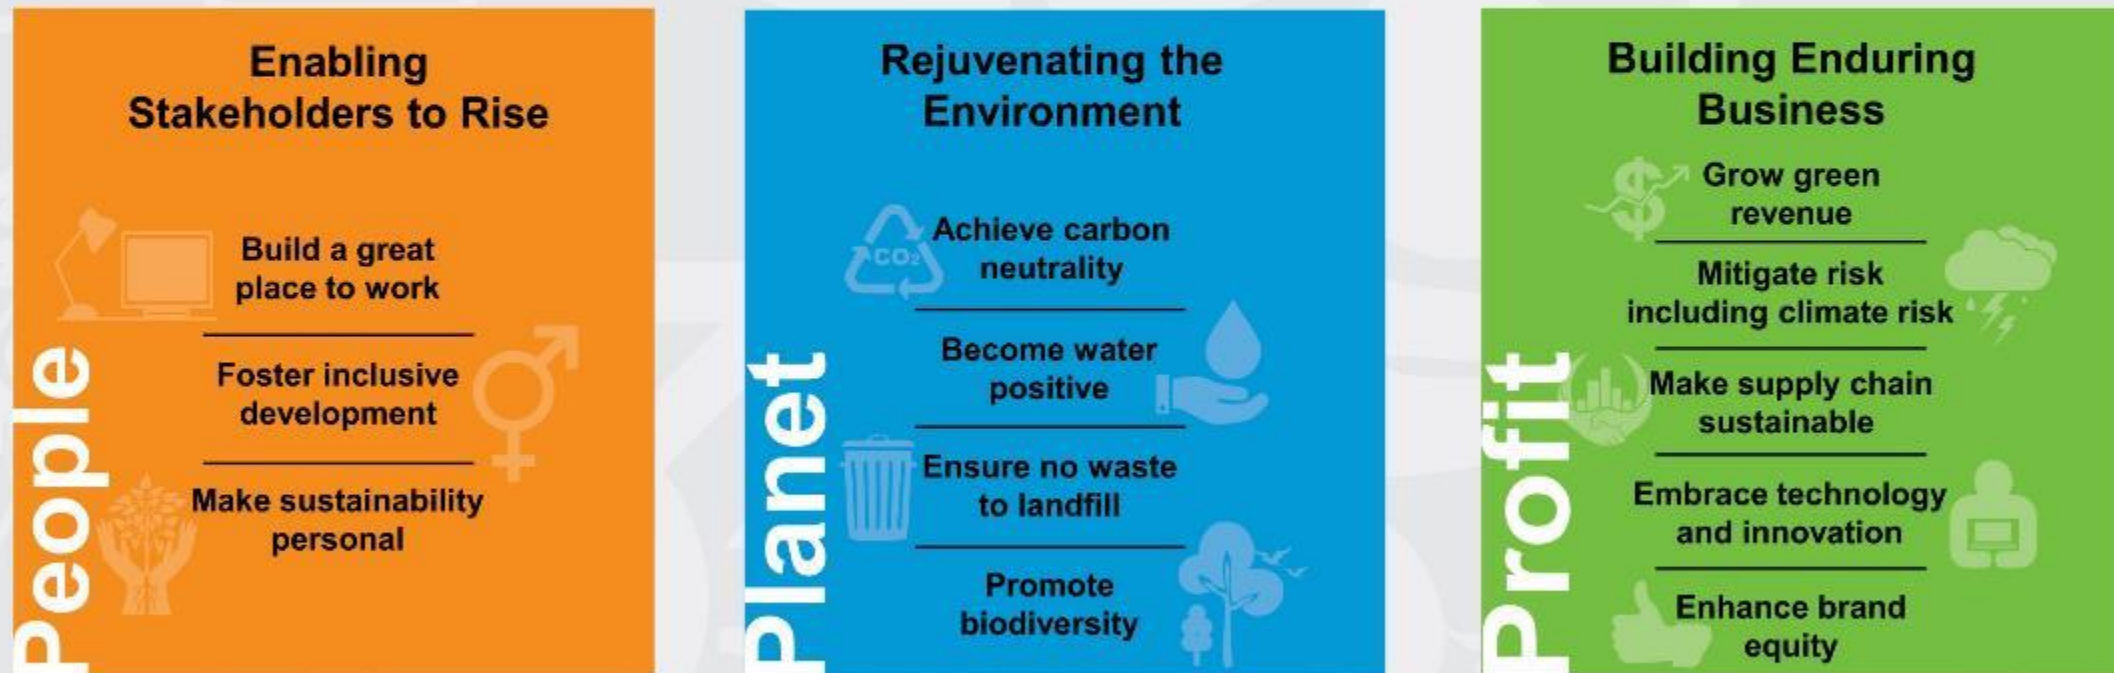 Enabling
Stakeholders to Rise
Build a great
place to work
Foster inclusive
development
Make sustainability
personal
People
Rejuvenating the
Environment
CO₂
Achieve carbon
neutrality
Become water
positive
Ensure no waste
to landfill
Promote
biodiversity
Planet
Building Enduring
Business
Grow green
revenue
Mitigate risk
including climate risk
Make supply chain
sustainable
Embrace technology
and innovation
Enhance brand
equity
Profit